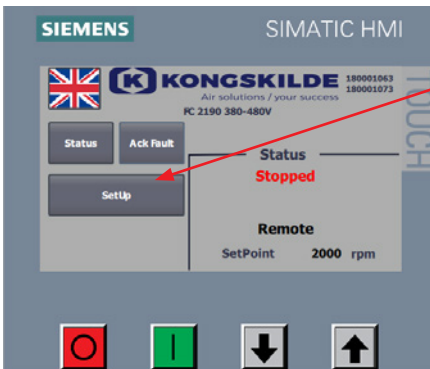 SIEMENS
SIMATIC HMI
TOUCH
KONGSKILDE
180001063
180001073
Air solutions / your success
FC 2190 380-480V
Status
Ack Fault
SetUp
Status
Stopped
Remote
SetPoint 2000 rpm